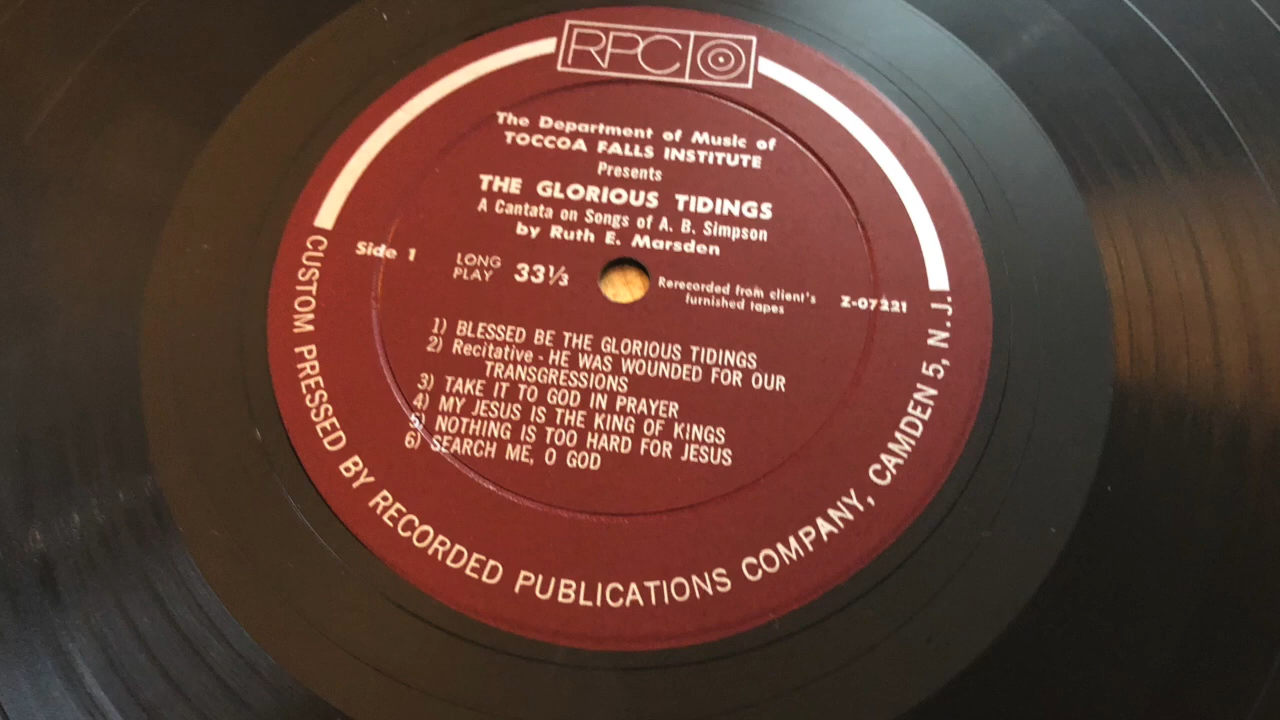 RPC
The Department of Music of
TOCCOA FALLS INSTITUTE
Presents
THE GLORIOUS TIDINGS
A Cantata on Songs of A. B. Simpson
by Ruth E. Marsden
Side 1
LONG
PLAY 33⅓
Rerecorded from client's
furnished tapes
Z-07221
1) BLESSED BE THE GLORIOUS TIDINGS
2) Recitative - HE WAS WOUNDED FOR OUR
TRANSGRESSIONS
3) TAKE IT TO GOD IN PRAYER
4) MY JESUS IS THE KING OF KINGS
5) NOTHING IS TOO HARD FOR JESUS
6) SEARCH ME, O GOD
CUSTOM PRESSED BY RECORDED PUBLICATIONS COMPANY, CAMDEN 5, N.J.